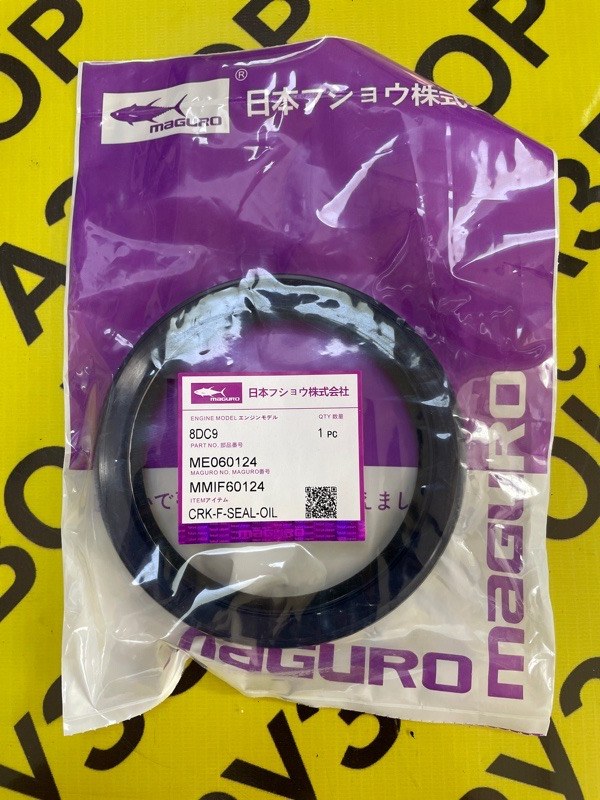 maguro
®
日本フショウ株式
maguro
日本フショウ株式会社
ENGINE MODEL エンジンモデル
QTY 数量
8DC9
1 PC
PART NO. 部品番号
ME060124
MAGURO NO. MAGURO番号
MMIF60124
ITEMアイテム
CRK-F-SEAL-OIL
maGURO
maGURO